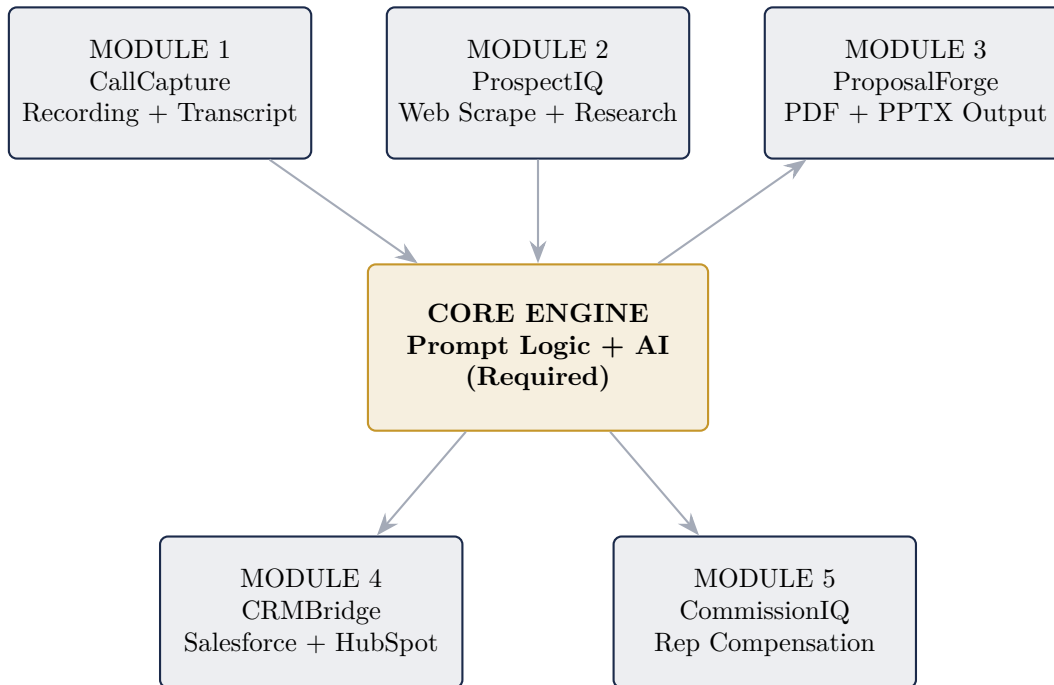 MODULE 1
CallCapture
Recording + Transcript
MODULE 2
ProspectIQ
Web Scrape + Research
MODULE 3
ProposalForge
PDF + PPTX Output
CORE ENGINE
Prompt Logic + AI
(Required)
MODULE 4
CRMBridge
Salesforce + HubSpot
MODULE 5
CommissionIQ
Rep Compensation